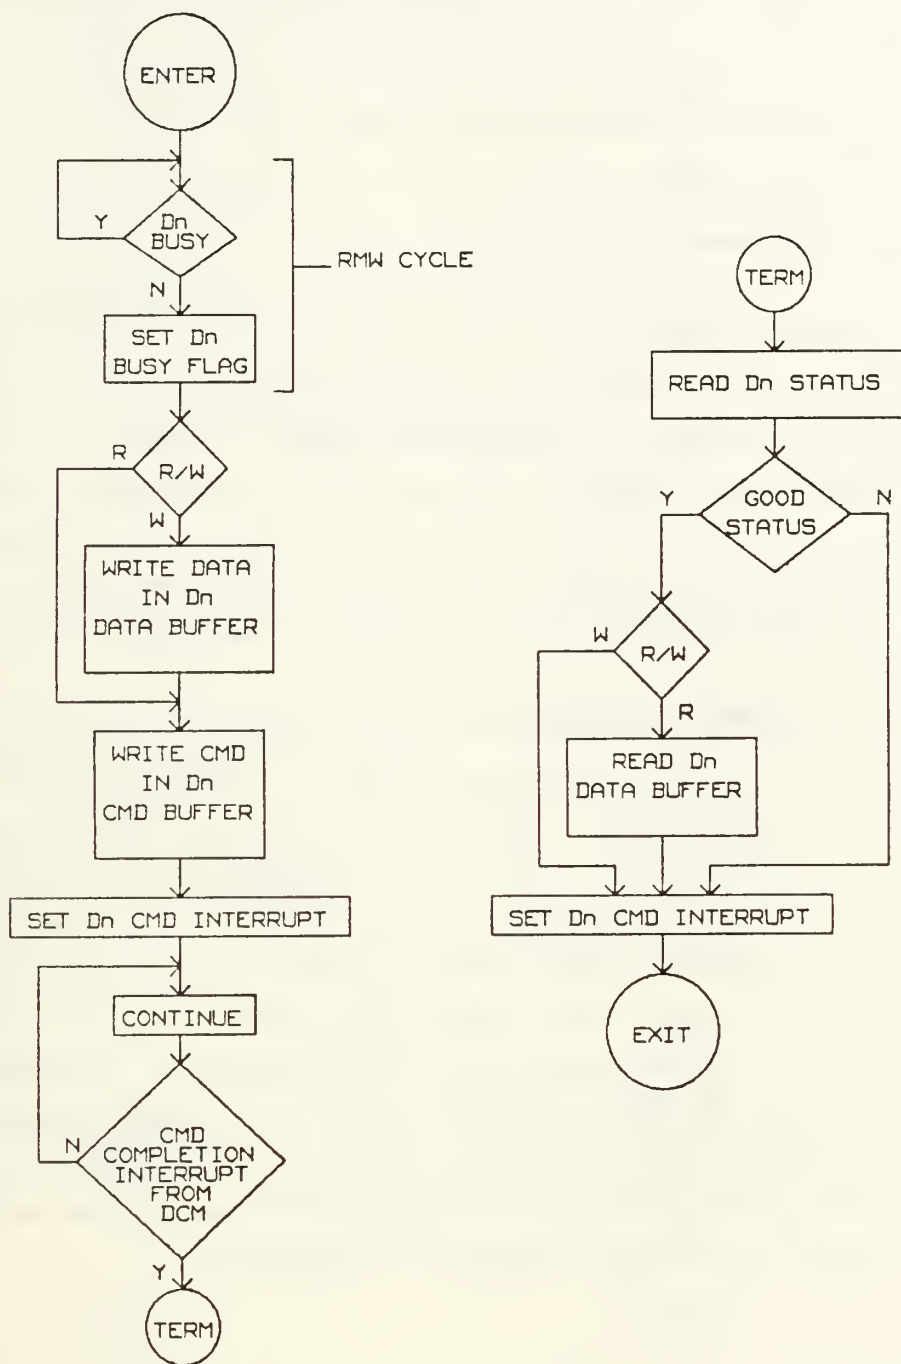 ENTER
Y
Dn
BUSY
RMW CYCLE
N
SET Dn
BUSY FLAG
R
R/W
W
WRITE DATA
IN Dn
DATA BUFFER
WRITE CMD
IN Dn
CMD BUFFER
SET Dn CMD INTERRUPT
CONTINUE
N
CMD
COMPLETION
INTERRUPT
FROM
DCM
Y
TERM
TERM
READ Dn STATUS
Y
GOOD
STATUS
N
W
R/W
R
READ Dn
DATA BUFFER
SET Dn CMD INTERRUPT
EXIT